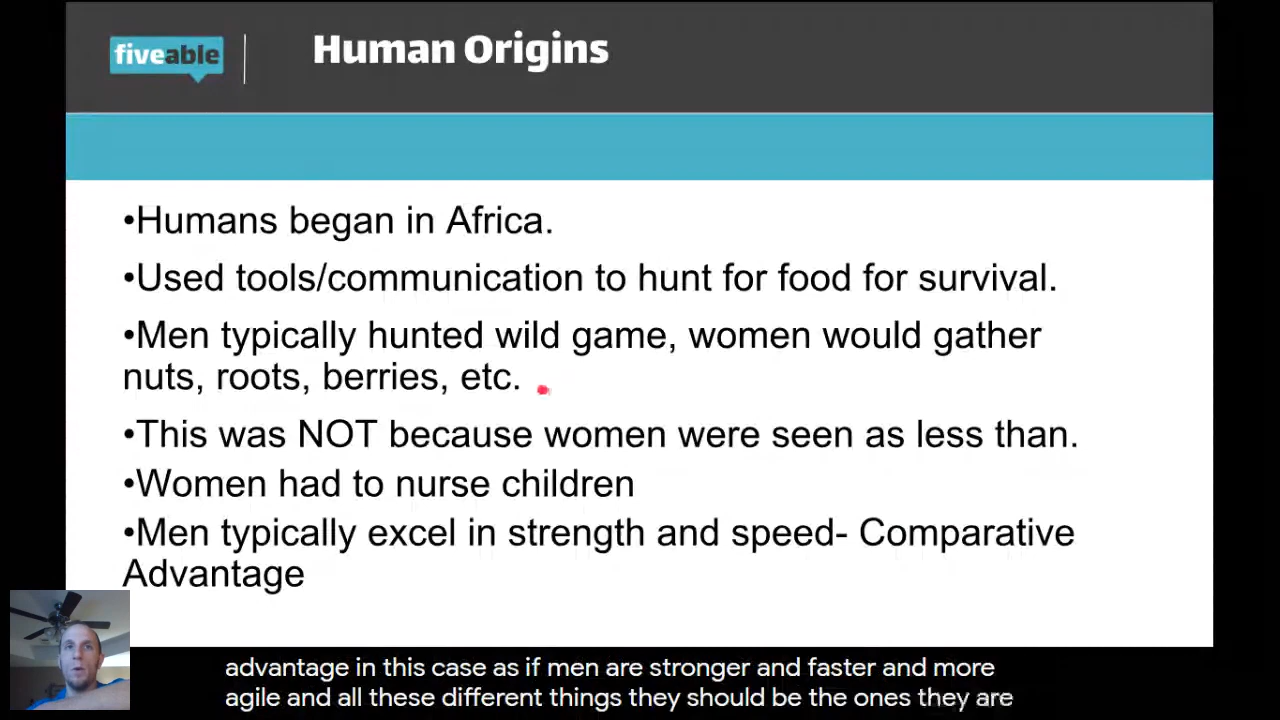 fiveable
Human Origins
•Humans began in Africa.
•Used tools/communication to hunt for food for survival.
•Men typically hunted wild game, women would gather
nuts, roots, berries, etc.
•This was NOT because women were seen as less than.
•Women had to nurse children
•Men typically excel in strength and speed- Comparative
Advantage
advantage in this case as if men are stronger and faster and more
agile and all these different things they should be the ones they are